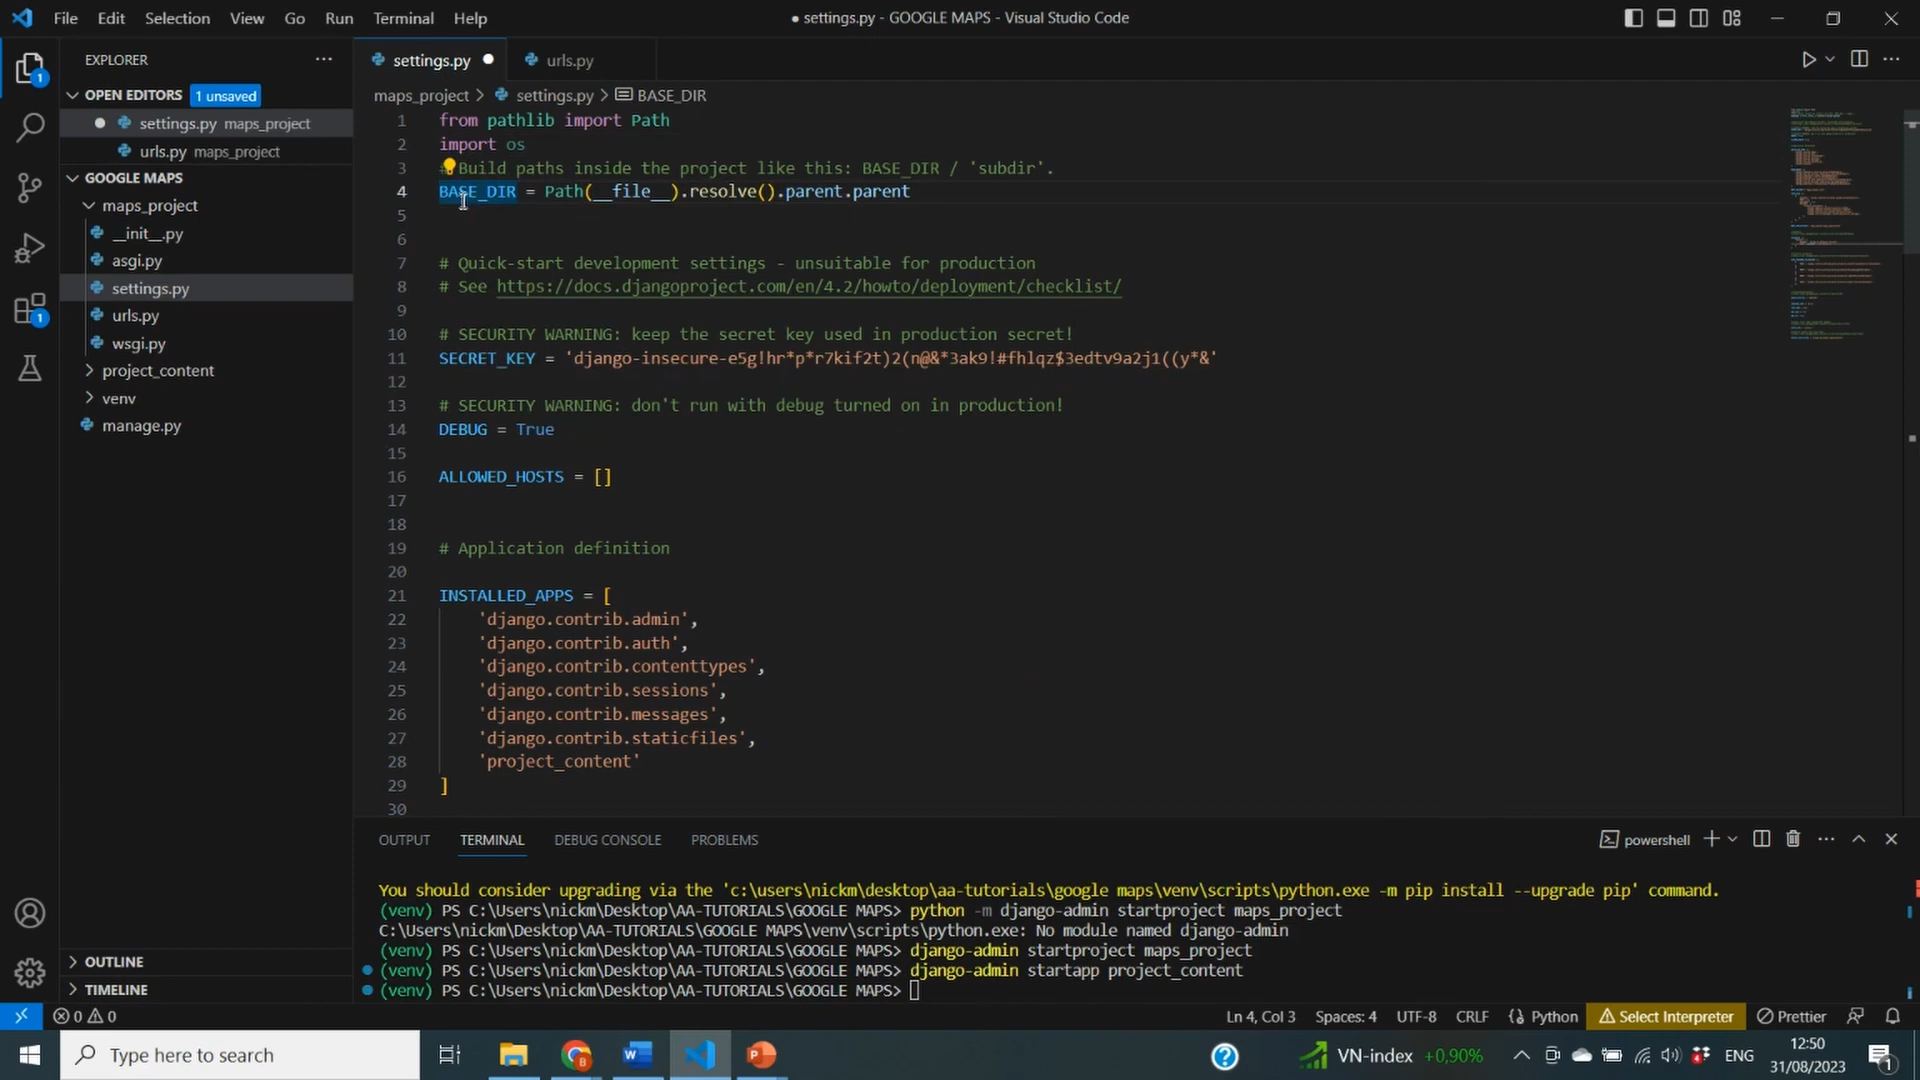 File Edit Selection View Go Run Terminal Help
● settings.py - GOOGLE MAPS - Visual Studio Code
EXPLORER
OPEN EDITORS 1 unsaved
settings.py maps_project
urls.py maps_project
GOOGLE MAPS
maps_project
__init__.py
asgi.py
settings.py
urls.py
wsgi.py
project_content
venv
manage.py
OUTLINE
TIMELINE
settings.py urls.py
maps_project > settings.py > BASE_DIR
1 from pathlib import Path
2 import os
3 # Build paths inside the project like this: BASE_DIR / 'subdir'.
4 BASE_DIR = Path(__file__).resolve().parent.parent
5
6
7 # Quick-start development settings - unsuitable for production
8 # See https://docs.djangoproject.com/en/4.2/howto/deployment/checklist/
9
10 # SECURITY WARNING: keep the secret key used in production secret!
11 SECRET_KEY = 'django-insecure-e5g!hr*p*r7kif2t)2(n@&*3ak9!#fhlqz$3edtv9a2j1((y*&'
12
13 # SECURITY WARNING: don't run with debug turned on in production!
14 DEBUG = True
15
16 ALLOWED_HOSTS = []
17
18
19 # Application definition
20
21 INSTALLED_APPS = [
22 'django.contrib.admin',
23 'django.contrib.auth',
24 'django.contrib.contenttypes',
25 'django.contrib.sessions',
26 'django.contrib.messages',
27 'django.contrib.staticfiles',
28 'project_content'
29 ]
30
OUTPUT TERMINAL DEBUG CONSOLE PROBLEMS
powershell
You should consider upgrading via the 'c:\users\nickm\desktop\aa-tutorials\google maps\venv\scripts\python.exe -m pip install --upgrade pip' command.
(venv) PS C:\Users\nickm\Desktop\AA-TUTORIALS\GOOGLE MAPS> python -m django-admin startproject maps_project
C:\Users\nickm\Desktop\AA-TUTORIALS\GOOGLE MAPS\venv\scripts\python.exe: No module named django-admin
(venv) PS C:\Users\nickm\Desktop\AA-TUTORIALS\GOOGLE MAPS> django-admin startproject maps_project
(venv) PS C:\Users\nickm\Desktop\AA-TUTORIALS\GOOGLE MAPS> django-admin startapp project_content
(venv) PS C:\Users\nickm\Desktop\AA-TUTORIALS\GOOGLE MAPS>
0 0 Ln 4, Col 3 Spaces: 4 UTF-8 CRLF Python Select Interpreter Prettier
Type here to search
VN-index +0,90%
ENG
12:50
31/08/2023
1